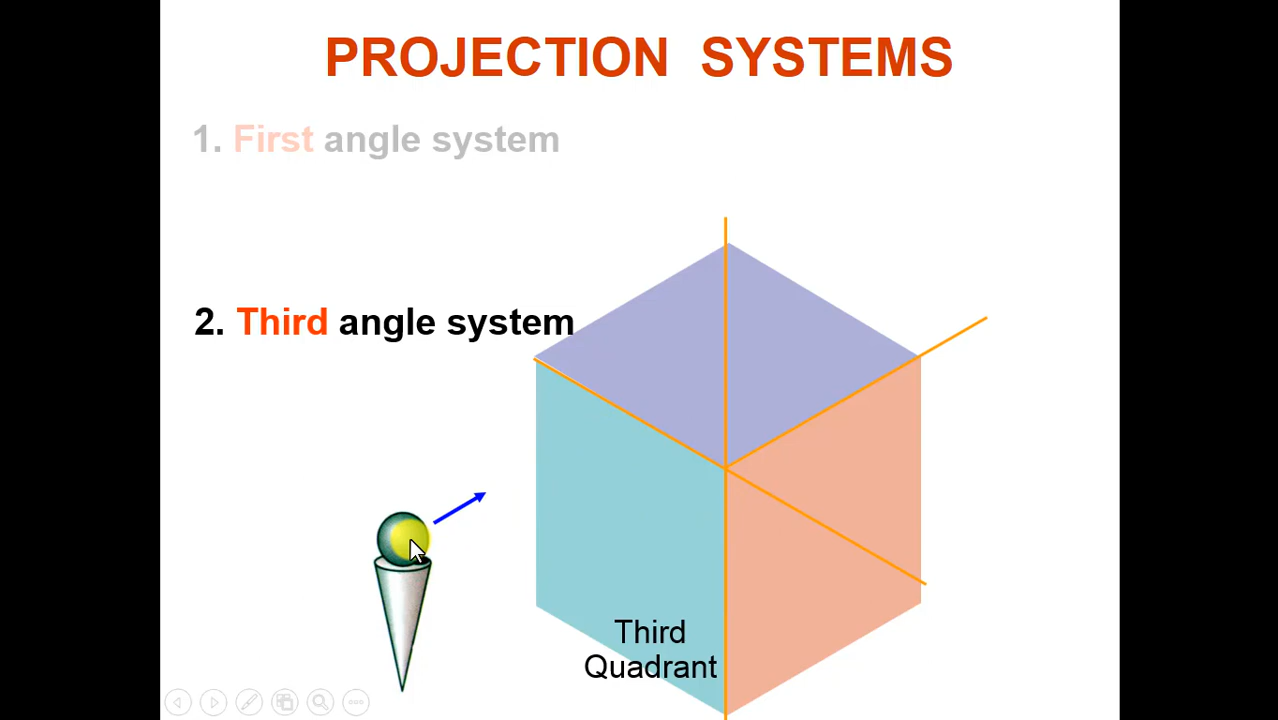 PROJECTION SYSTEMS
1. First angle system
2. Third angle system
Third
Quadrant